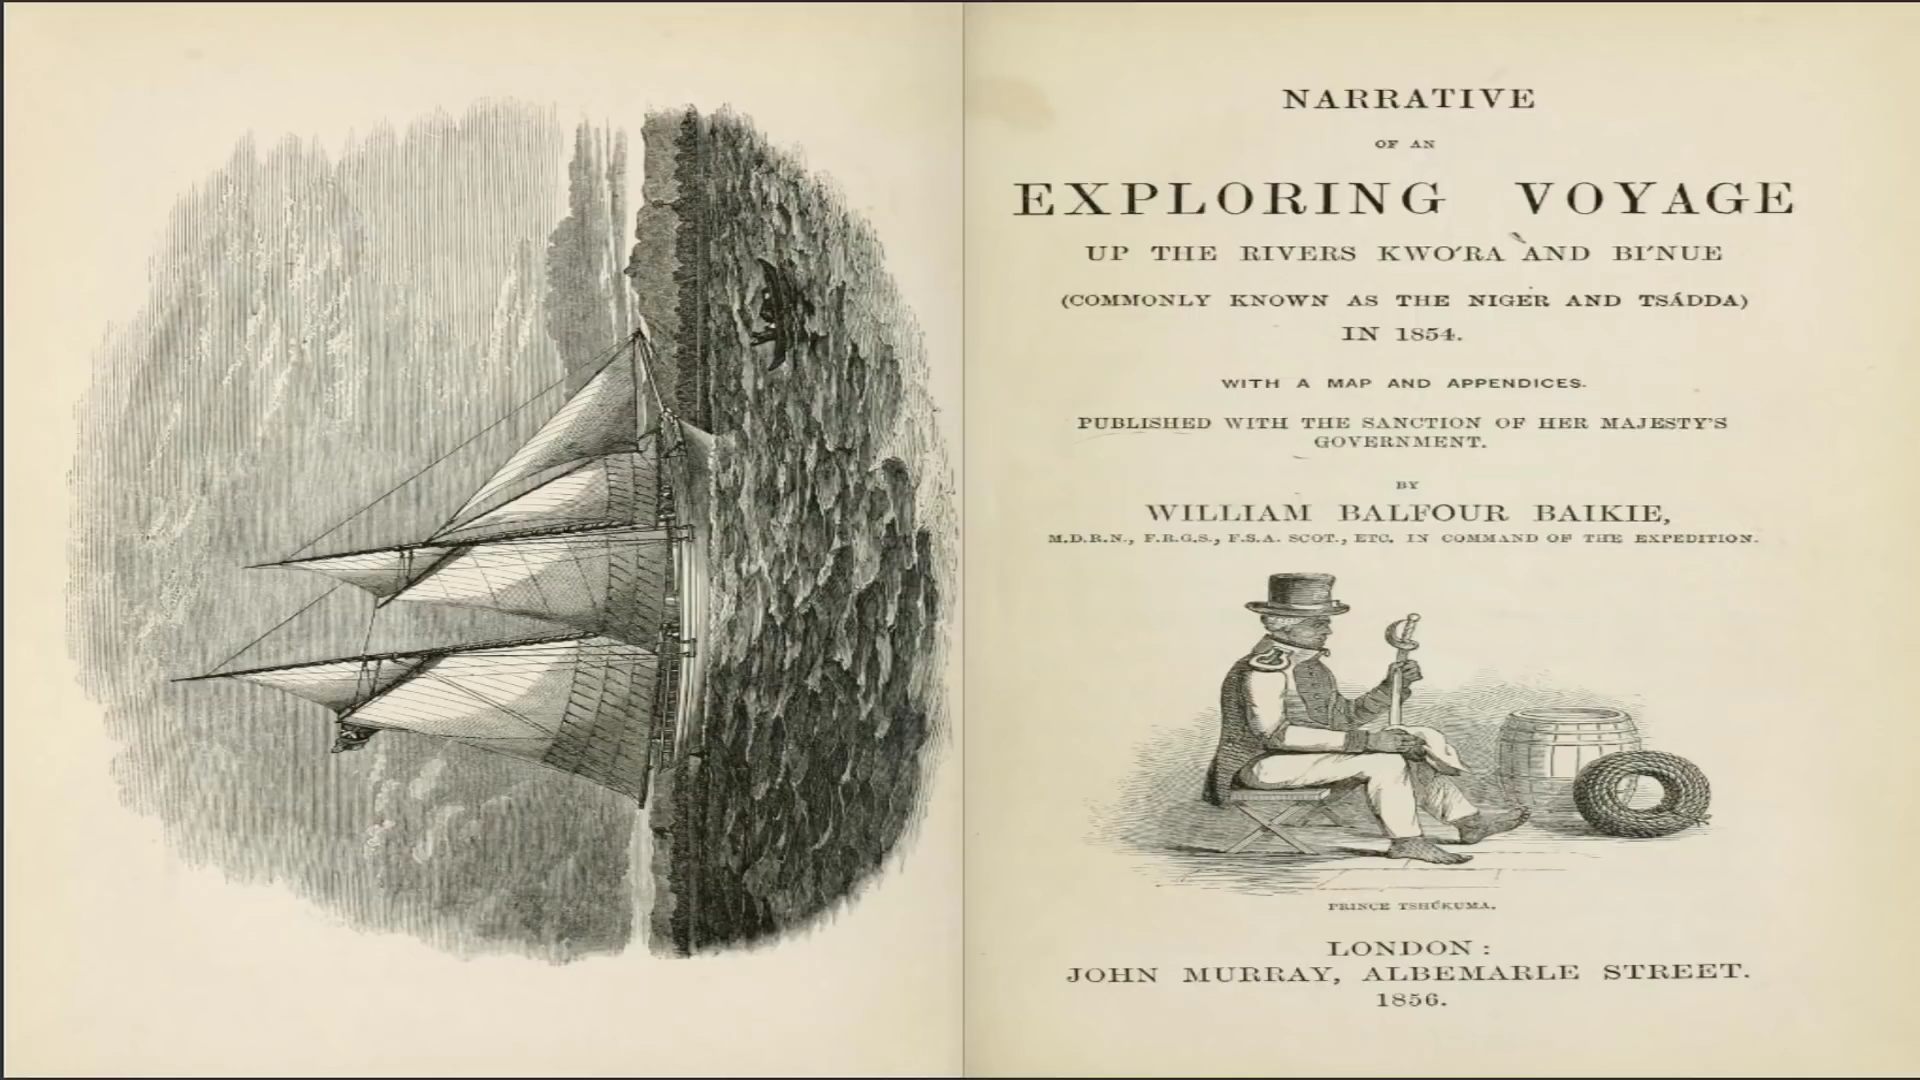 NARRATIVE
OF AN
EXPLORING VOYAGE
UP THE RIVERS KWO'RA AND BI'NUE
(COMMONLY KNOWN AS THE NIGER AND TSÁDDA)
IN 1854.
WITH A MAP AND APPENDICES.
PUBLISHED WITH THE SANCTION OF HER MAJESTY'S
GOVERNMENT.
BY
WILLIAM BALFOUR BAIKIE,
M.D.R.N., F.R.G.S., F.S.A. SCOT., ETC. IN COMMAND OF THE EXPEDITION.
PRINCE TSHÚKUMA.
LONDON:
JOHN MURRAY, ALBEMARLE STREET.
1856.